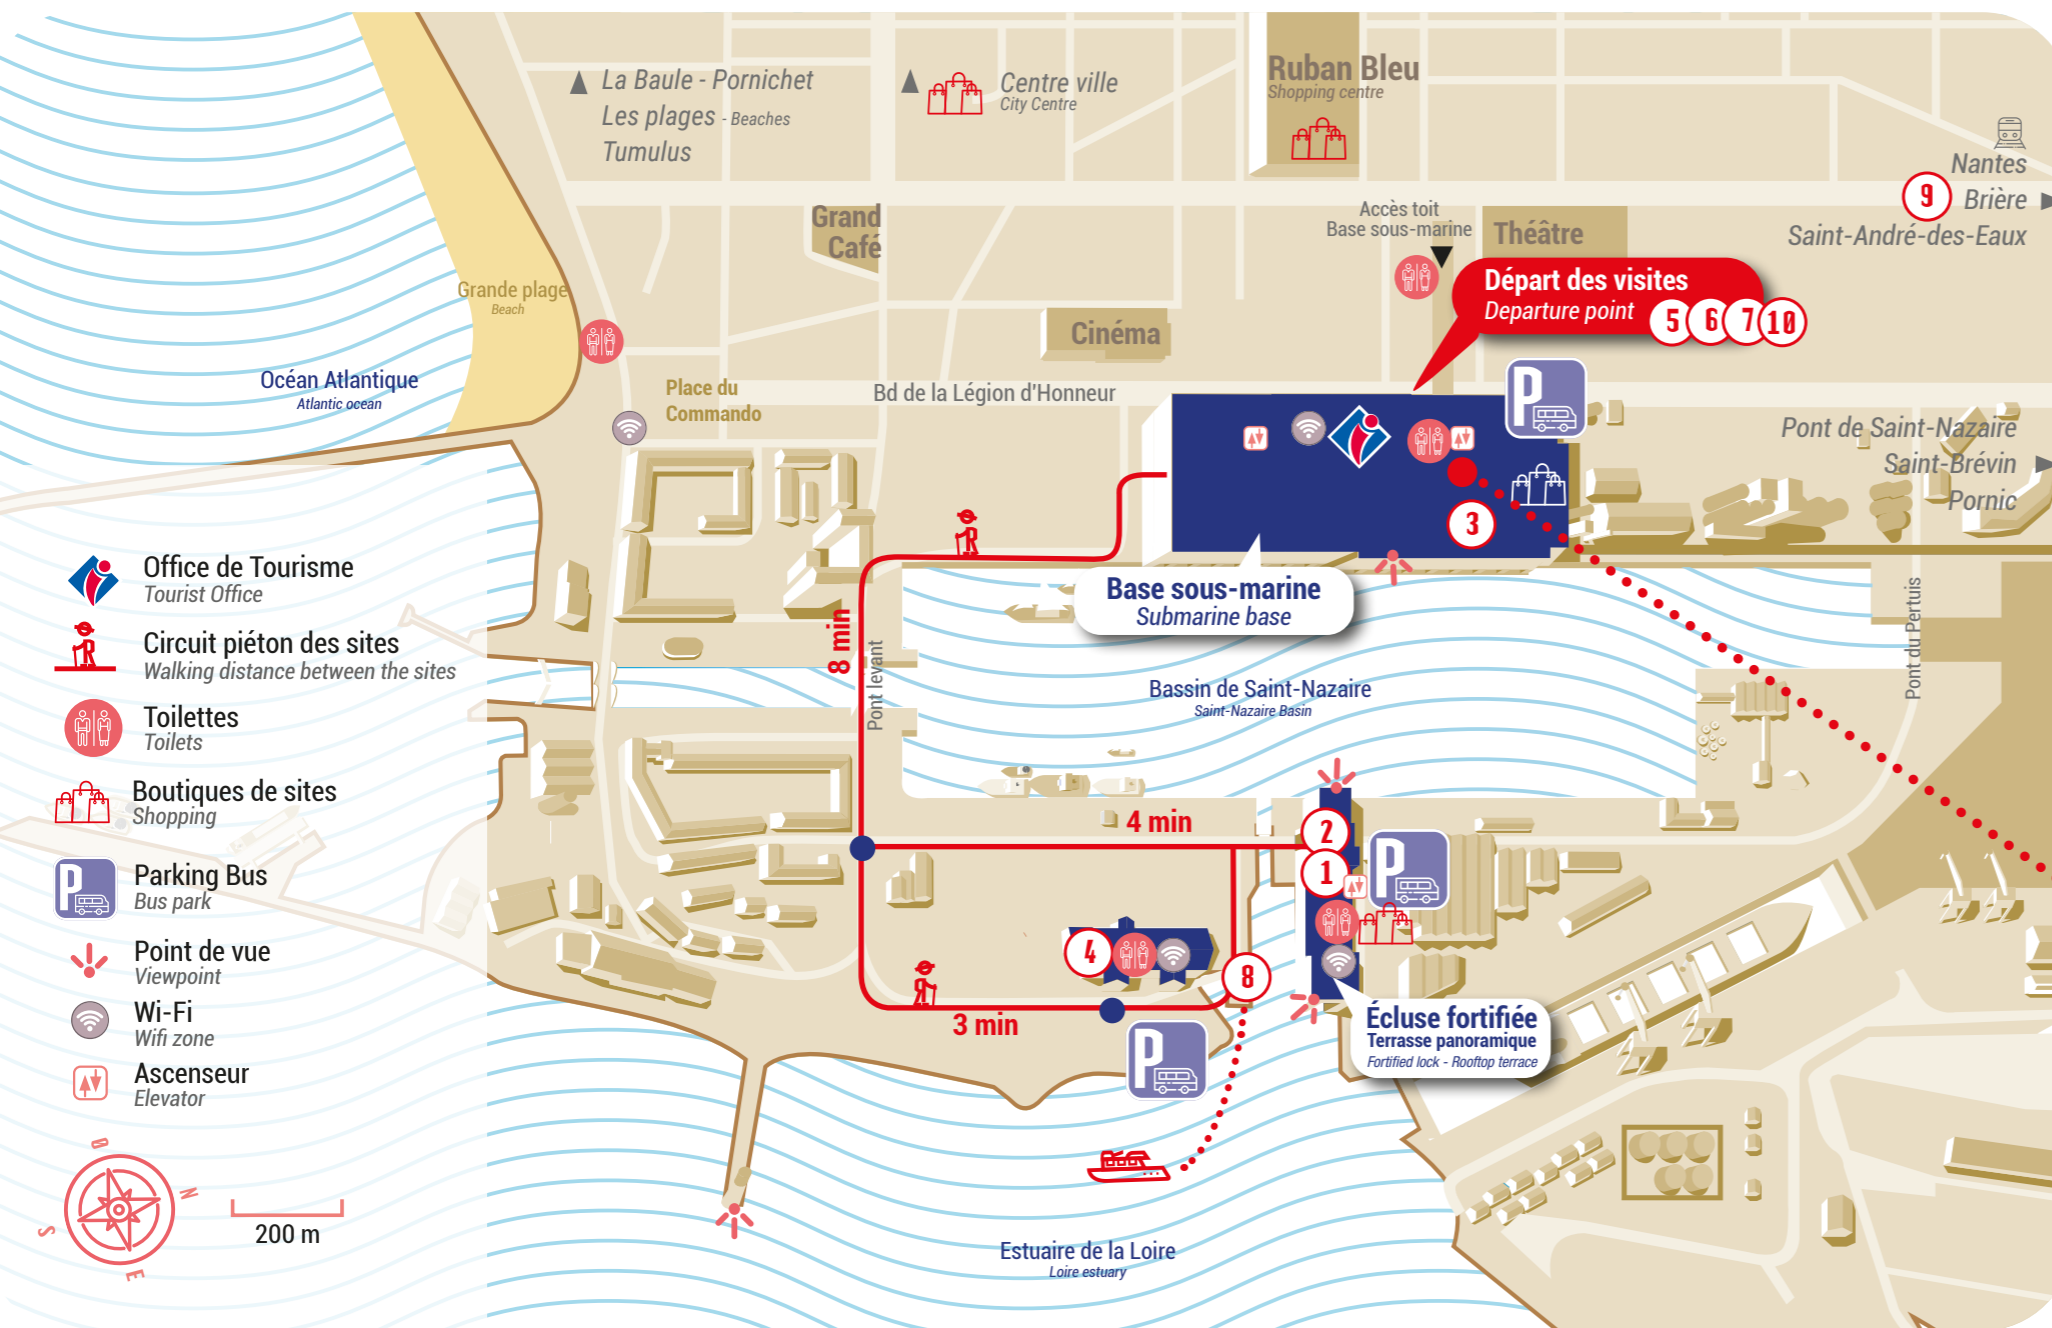 La Baule - Pornichet
Les plages - Beaches
Tumulus
Centre ville
City Centre
Ruban Bleu
Shopping centre
Nantes
9
Brière
Saint-André-des-Eaux
Grand
Café
Accès toit
Base sous-marine
Théâtre
Départ des visites
Departure point
5
6
7
10
Grande plage
Beach
Cinéma
Océan Atlantique
Atlantic ocean
Place du
Commando
Bd de la Légion d'Honneur
P
Pont de Saint-Nazaire
Saint-Brévin
Pornic
3
Base sous-marine
Submarine base
8 min
Pont levant
Pont du Pertuis
Bassin de Saint-Nazaire
Saint-Nazaire Basin
4 min
2
1
P
4
8
3 min
P
Écluse fortifiée
Terrasse panoramique
Fortified lock - Rooftop terrace
Estuaire de la Loire
Loire estuary
Office de Tourisme
Tourist Office
Circuit piéton des sites
Walking distance between the sites
Toilettes
Toilets
Boutiques de sites
Shopping
P
Parking Bus
Bus park
Point de vue
Viewpoint
Wi-Fi
Wifi zone
Ascenseur
Elevator
O
N
S
E
200 m